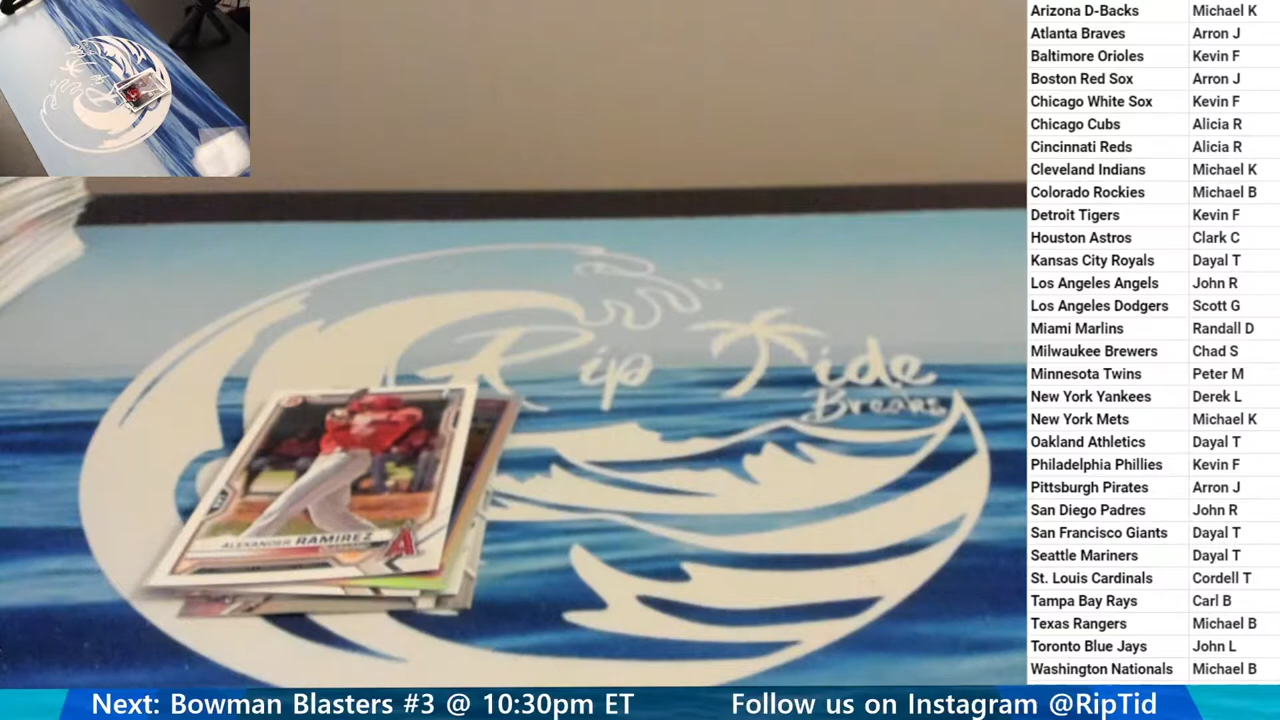 Rip Tide
Breaks
ALEXANDER RAMIREZ
A
Arizona D-Backs Michael K
Atlanta Braves Arron J
Baltimore Orioles Kevin F
Boston Red Sox Arron J
Chicago White Sox Kevin F
Chicago Cubs Alicia R
Cincinnati Reds Alicia R
Cleveland Indians Michael K
Colorado Rockies Michael B
Detroit Tigers Kevin F
Houston Astros Clark C
Kansas City Royals Dayal T
Los Angeles Angels John R
Los Angeles Dodgers Scott G
Miami Marlins Randall D
Milwaukee Brewers Chad S
Minnesota Twins Peter M
New York Yankees Derek L
New York Mets Michael K
Oakland Athletics Dayal T
Philadelphia Phillies Kevin F
Pittsburgh Pirates Arron J
San Diego Padres John R
San Francisco Giants Dayal T
Seattle Mariners Dayal T
St. Louis Cardinals Cordell T
Tampa Bay Rays Carl B
Texas Rangers Michael B
Toronto Blue Jays John L
Washington Nationals Michael B
Next: Bowman Blasters #3 @ 10:30pm ET Follow us on Instagram @RipTid